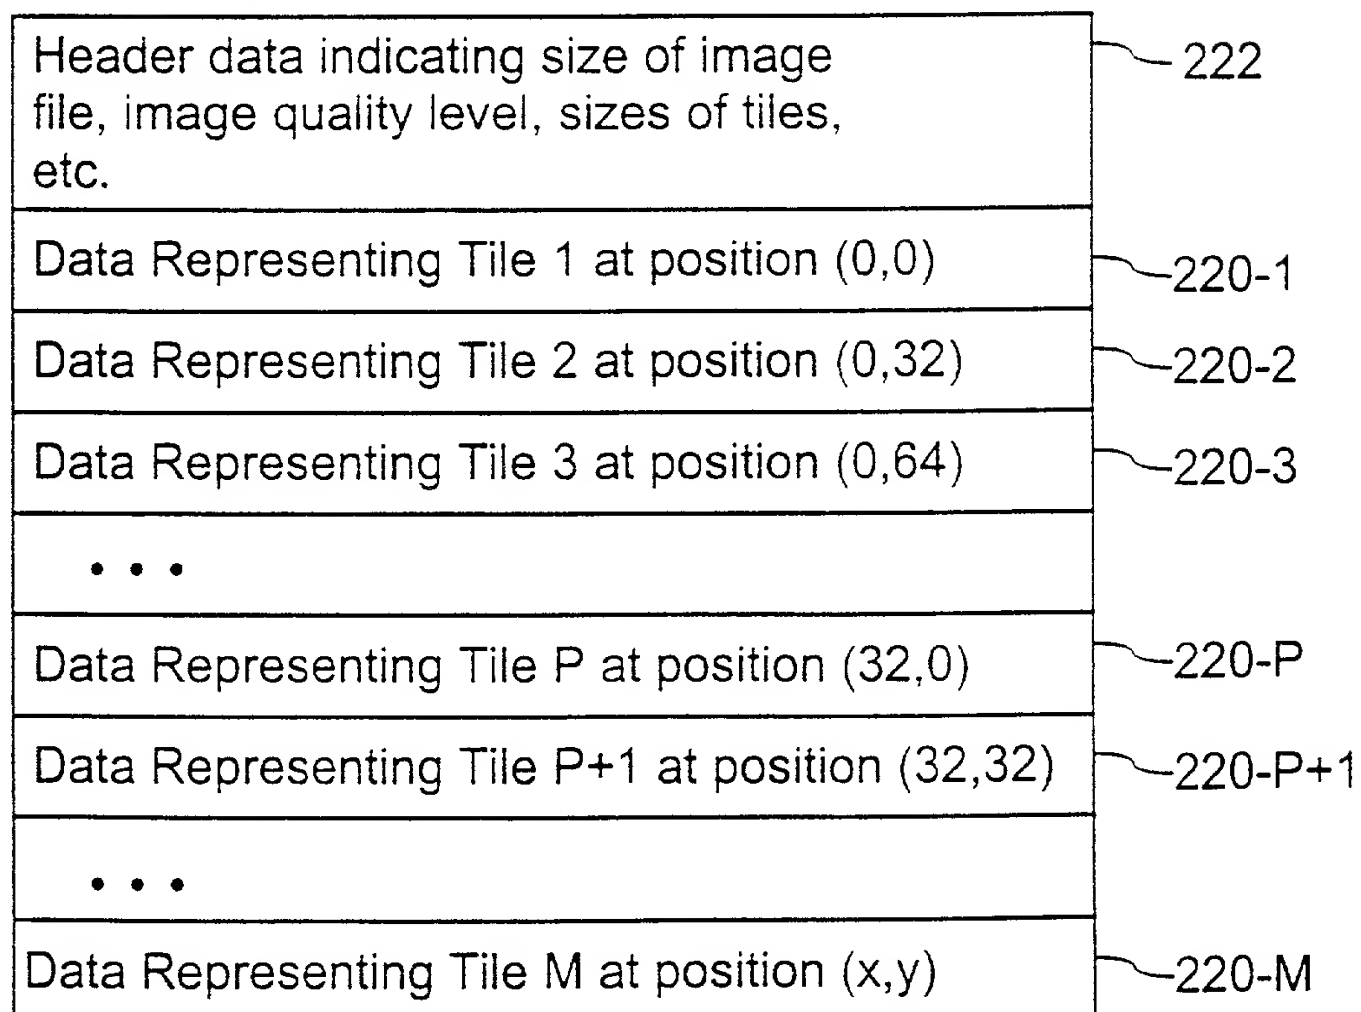 Header data indicating size of image
file, image quality level, sizes of tiles,
etc.
222
Data Representing Tile 1 at position (0,0)
220-1
Data Representing Tile 2 at position (0,32)
220-2
Data Representing Tile 3 at position (0,64)
220-3
• • •
Data Representing Tile P at position (32,0)
220-P
Data Representing Tile P+1 at position (32,32)
220-P+1
• • •
Data Representing Tile M at position (x,y)
220-M